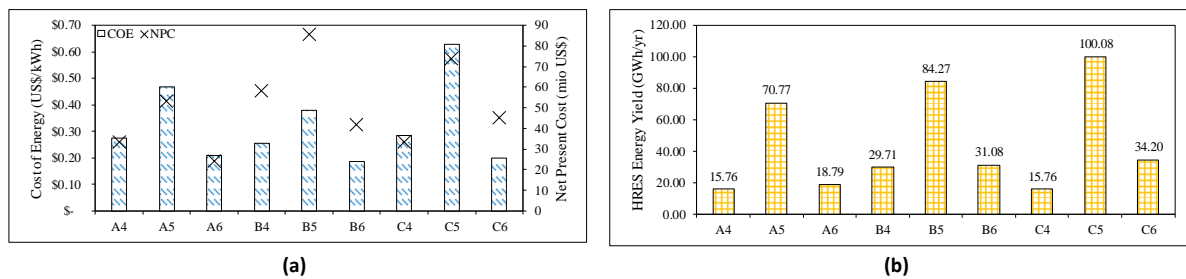 $0.70
$0.60
$0.50
$0.40
$0.30
$0.20
$0.10
$-
Cost of Energy (US$/kWh)
COE NPC
90
80
70
60
50
40
30
20
10
0
Net Present Cost (mio US$)
A4 A5 A6 B4 B5 B6 C4 C5 C6
(a)
120.00
100.00
80.00
60.00
40.00
20.00
0.00
HRES Energy Yield (GWh/yr)
15.76 70.77 18.79 29.71 84.27 31.08 15.76 100.08 34.20
A4 A5 A6 B4 B5 B6 C4 C5 C6
(b)